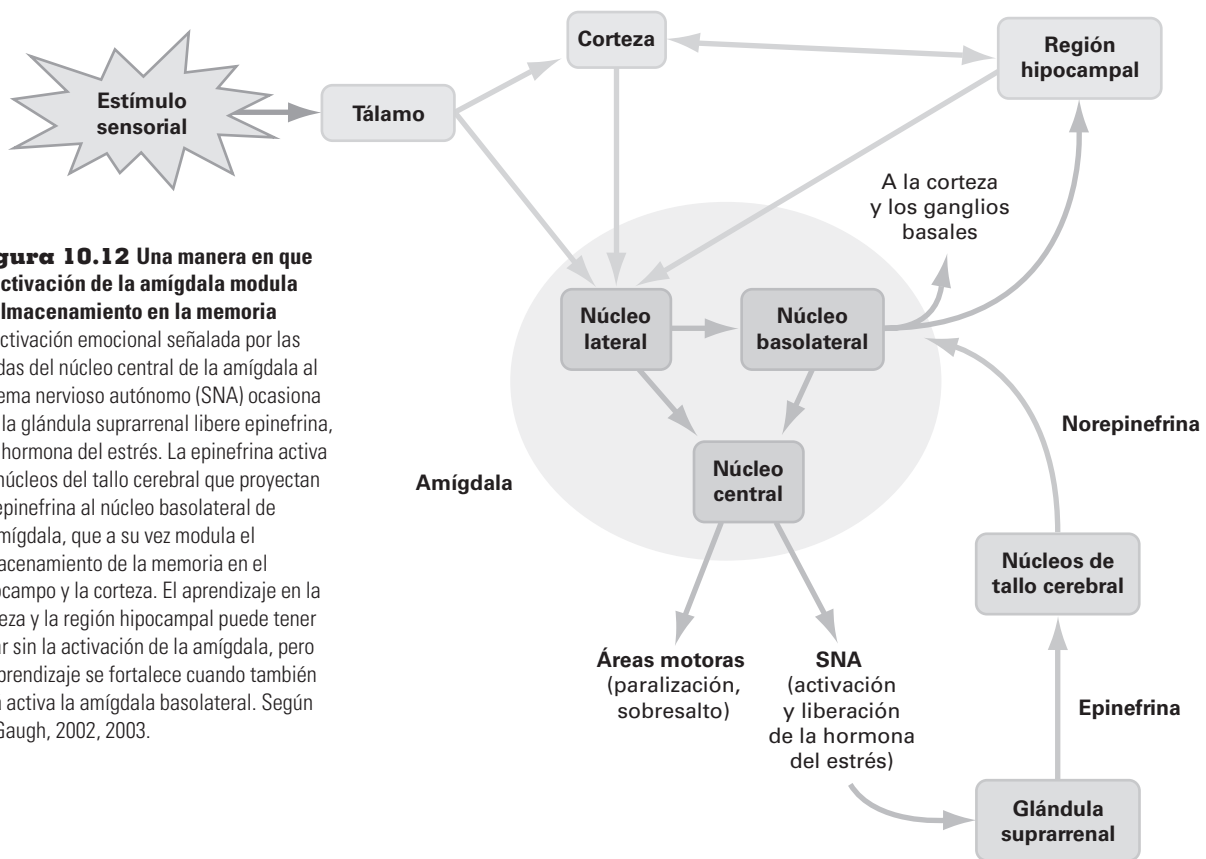 Estímulo
sensorial
Tálamo
Corteza
Región
hipocampal
A la corteza
y los ganglios
basales
gura 10.12 Una manera en que
ctivación de la amígdala modula
lmacenamiento en la memoria
ctivación emocional señalada por las
das del núcleo central de la amígdala al
ema nervioso autónomo (SNA) ocasiona
la glándula suprarrenal libere epinefrina,
hormona del estrés. La epinefrina activa
núcleos del tallo cerebral que proyectan
epinefrina al núcleo basolateral de
mígdala, que a su vez modula el
acenamiento de la memoria en el
ocampo y la corteza. El aprendizaje en la
eza y la región hipocampal puede tener
ar sin la activación de la amígdala, pero
prendizaje se fortalece cuando también
activa la amígdala basolateral. Según
Gaugh, 2002, 2003.
Núcleo
lateral
Núcleo
basolateral
Núcleo
central
Amígdala
Norepinefrina
Núcleos de
tallo cerebral
Áreas motoras
(paralización,
sobresalto)
SNA
(activación
y liberación
de la hormona
del estrés)
Epinefrina
Glándula
suprarrenal